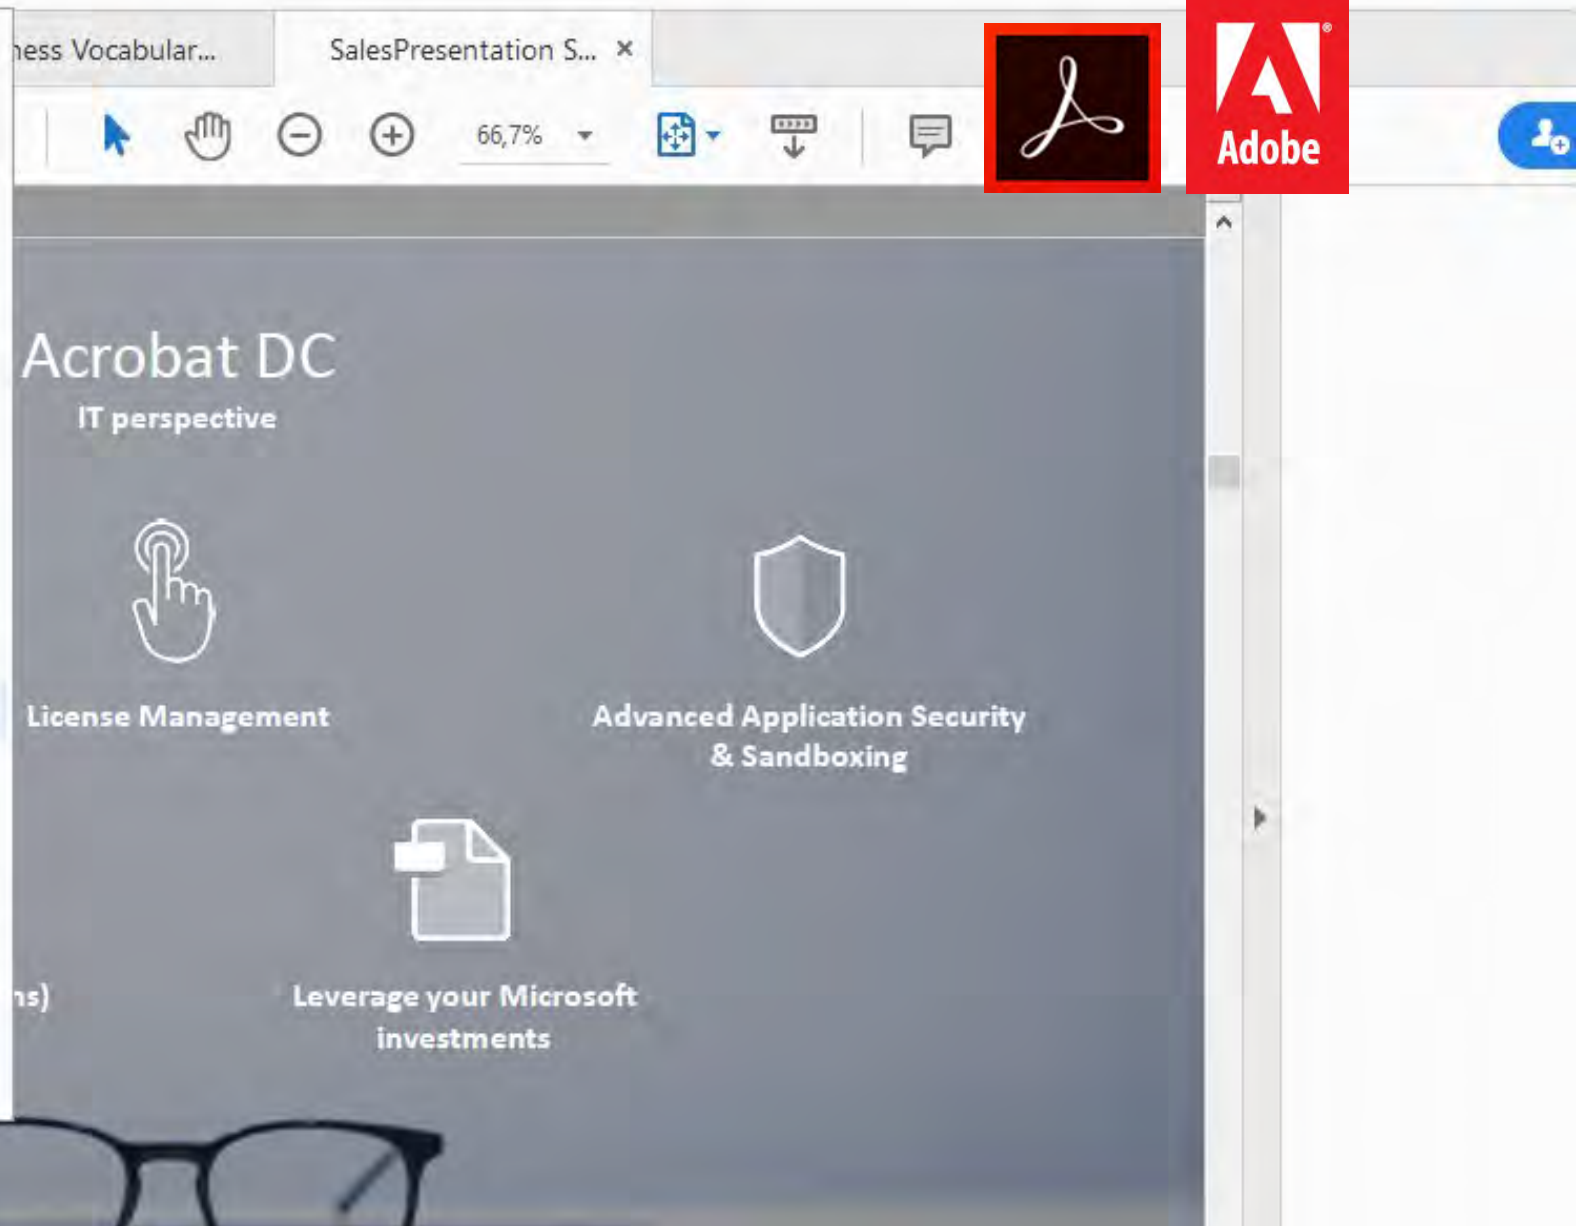 ness Vocabular...
SalesPresentation S... ×
66,7%
Adobe
Acrobat DC
IT perspective
License Management
Advanced Application Security
& Sandboxing
ns)
Leverage your Microsoft
investments